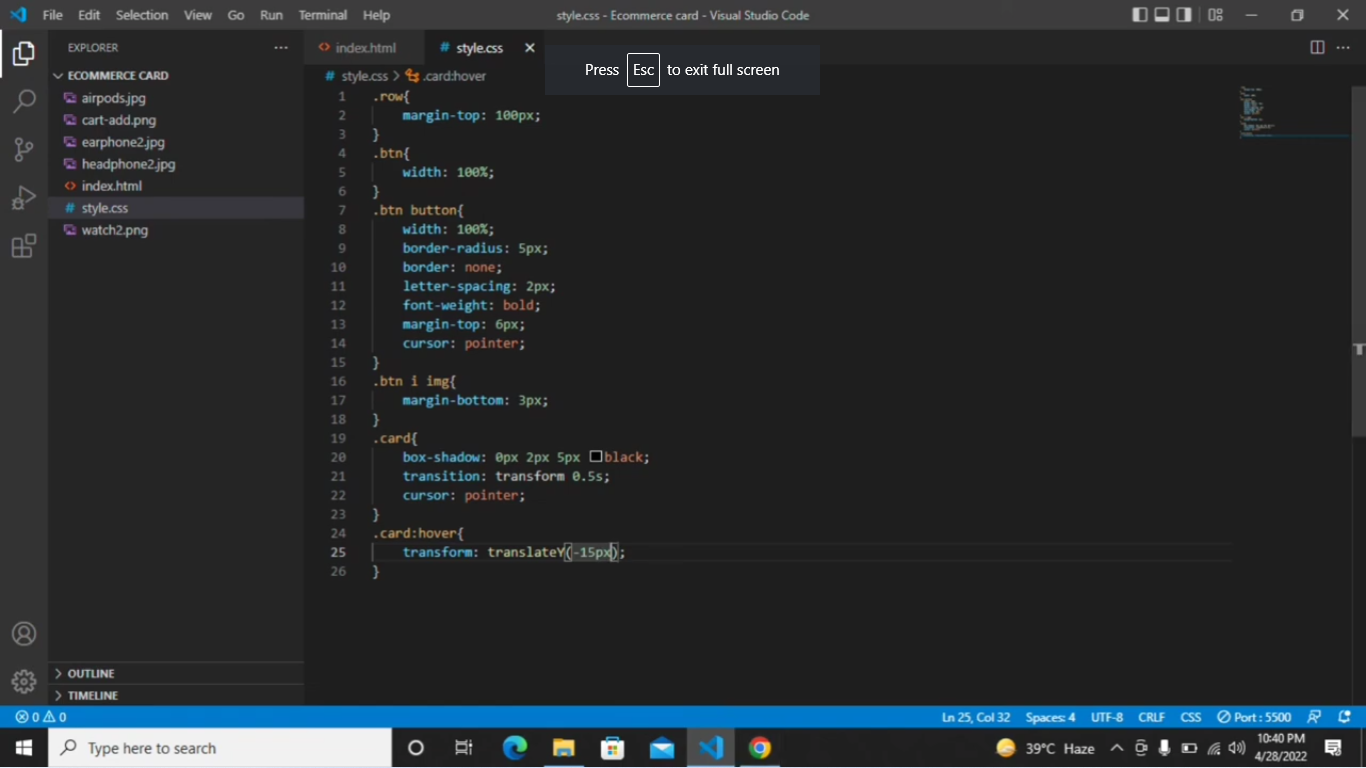 File Edit Selection View Go Run Terminal Help
style.css - Ecommerce card - Visual Studio Code
EXPLORER
index.html
# style.css
Press Esc to exit full screen
ECOMMERCE CARD
airpods.jpg
cart-add.png
earphone2.jpg
headphone2.jpg
index.html
# style.css
watch2.png
OUTLINE
TIMELINE
# style.css > .card:hover
1 .row{
2 margin-top: 100px;
3 }
4 .btn{
5 width: 100%;
6 }
7 .btn button{
8 width: 100%;
9 border-radius: 5px;
10 border: none;
11 letter-spacing: 2px;
12 font-weight: bold;
13 margin-top: 6px;
14 cursor: pointer;
15 }
16 .btn i img{
17 margin-bottom: 3px;
18 }
19 .card{
20 box-shadow: 0px 2px 5px black;
21 transition: transform 0.5s;
22 cursor: pointer;
23 }
24 .card:hover{
25 transform: translateY(-15px);
26 }
0 0
Ln 25, Col 32 Spaces: 4 UTF-8 CRLF CSS Port : 5500
Type here to search
39°C Haze
10:40 PM
4/28/2022